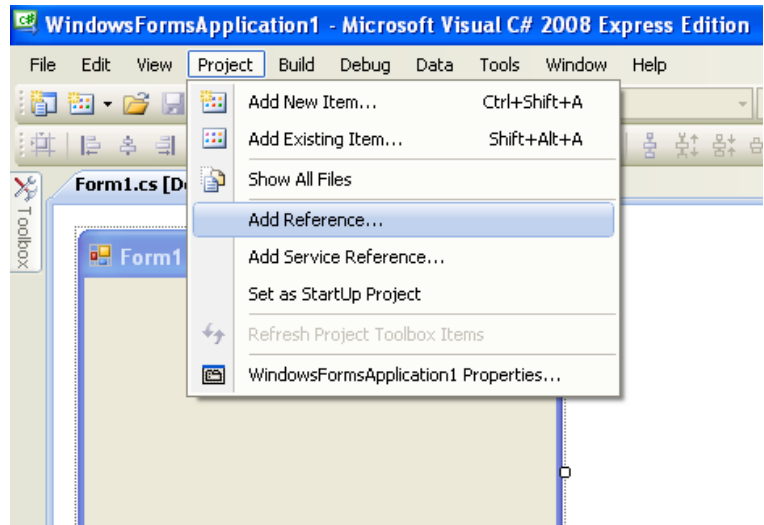 WindowsFormsApplication1 - Microsoft Visual C# 2008 Express Edition
File Edit View Project Build Debug Data Tools Window Help
Add New Item... Ctrl+Shift+A
Add Existing Item... Shift+Alt+A
Form1.cs [D
Show All Files
Toolbox
Add Reference...
Form1
Add Service Reference...
Set as StartUp Project
Refresh Project Toolbox Items
WindowsFormsApplication1 Properties...